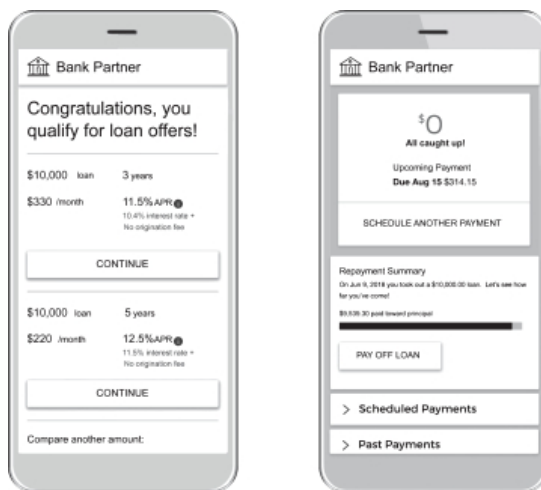 Bank Partner
Congratulations, you
qualify for loan offers!
$10,000 loan 3 years
$330 /month 11.5% APR
10.4% interest rate +
No origination fee
CONTINUE
$10,000 loan 5 years
$220 /month 12.5% APR
11.5% interest rate +
No origination fee
CONTINUE
Compare another amount:
Bank Partner
$0
All caught up!
Upcoming Payment
Due Aug 15 $314.15
SCHEDULE ANOTHER PAYMENT
Repayment Summary
On Jun 9, 2018 you took out a $10,000.00 loan. Let's see how
far you've come!
paid toward principal
PAY OFF LOAN
> Scheduled Payments
> Past Payments